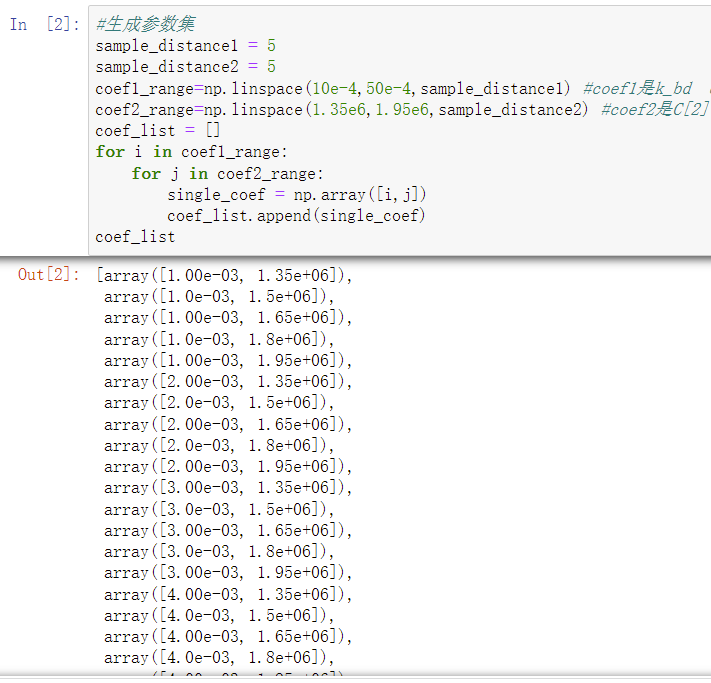 In [2]: #生成参数集
sample_distance1 = 5
sample_distance2 = 5
coef1_range=np.linspace(10e-4,50e-4,sample_distance1) #coef1是k_bd
coef2_range=np.linspace(1.35e6,1.95e6,sample_distance2) #coef2是C[2]
coef_list = []
for i in coef1_range:
    for j in coef2_range:
        single_coef = np.array([i,j])
        coef_list.append(single_coef)
coef_list
Out[2]: [array([1.00e-03, 1.35e+06]),
array([1.0e-03, 1.5e+06]),
array([1.00e-03, 1.65e+06]),
array([1.0e-03, 1.8e+06]),
array([1.00e-03, 1.95e+06]),
array([2.00e-03, 1.35e+06]),
array([2.0e-03, 1.5e+06]),
array([2.00e-03, 1.65e+06]),
array([2.0e-03, 1.8e+06]),
array([2.00e-03, 1.95e+06]),
array([3.00e-03, 1.35e+06]),
array([3.0e-03, 1.5e+06]),
array([3.00e-03, 1.65e+06]),
array([3.0e-03, 1.8e+06]),
array([3.00e-03, 1.95e+06]),
array([4.00e-03, 1.35e+06]),
array([4.0e-03, 1.5e+06]),
array([4.00e-03, 1.65e+06]),
array([4.0e-03, 1.8e+06]),